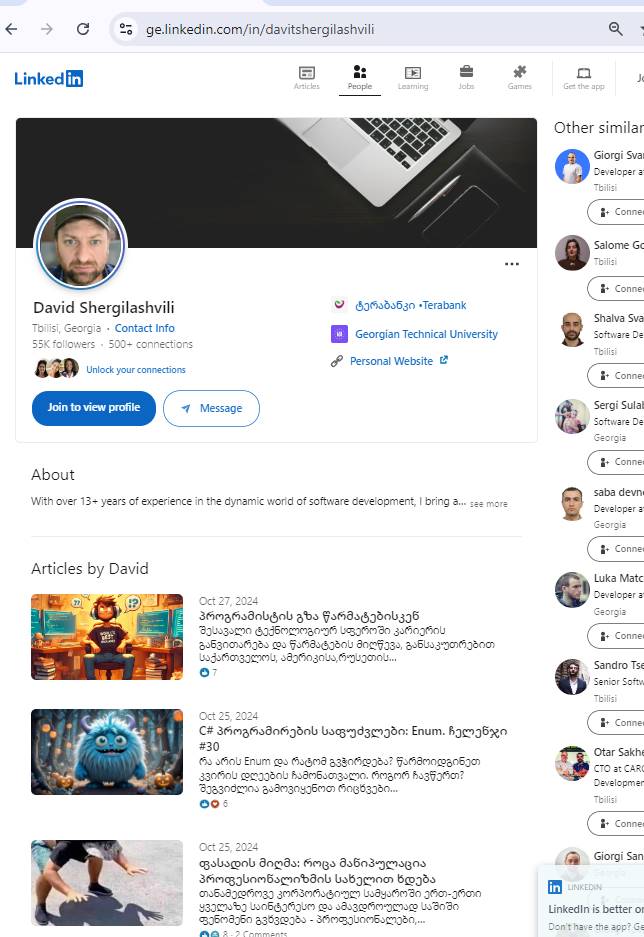 ge.linkedin.com/in/davitshergilashvili
Linkedin
Articles
People
Learning
Jobs
Games
Get the app
David Shergilashvili
Tbilisi, Georgia · Contact Info
55K followers · 500+ connections
Unlock your connections
Join to view profile
Message
ტერაბანკი •Terabank
Georgian Technical University
Personal Website
About
With over 13+ years of experience in the dynamic world of software development, I bring a… see more
Articles by David
Oct 27, 2024
პროგრამისტის გზა წარმატებისკენ
შესავალი ტექნოლოგიურ სფეროში კარიერის
განვითარება და წარმატების მიღწევა, განსაკუთრებით
საქართველოს, ამერიკისა,რუსეთის…
7
Oct 25, 2024
C# პროგრამირების საფუძვლები: Enum. ჩელენჯი
#30
რა არის Enum და რატომ გვჭირდება? წარმოიდგინეთ
კვირის დღეების ჩამონათვალი. როგორ ჩავწეროთ?
შეგვიძლია გამოვიყენოთ რიცხვები…
6
Oct 25, 2024
ფასადის მიღმა: როცა მანიპულაცია
პროფესიონალიზმის სახელით ხდება
თანამედროვე კორპორატიულ სამყაროში ერთ-ერთი
ყველაზე საინტერესო და ამავდროულად საშიში
ფენომენი გვხვდება - პროფესიონალები,…
8 · 2 Comments
Other similar
Giorgi Sva
Developer at
Tbilisi
Conne
Salome Go
Tbilisi
Conne
Shalva Sva
Software De
Tbilisi
Conne
Sergi Sulal
Software De
Georgia
Conne
saba devno
Developer at
Georgia
Conne
Luka Matc
Developer at
Georgia
Conne
Sandro Tse
Senior Softw
Tbilisi
Conne
Otar Sakhe
CTO at CARC
Developmen
Tbilisi
Conne
Giorgi San
LINKEDIN
LinkedIn is better on
Don't have the app? Ge